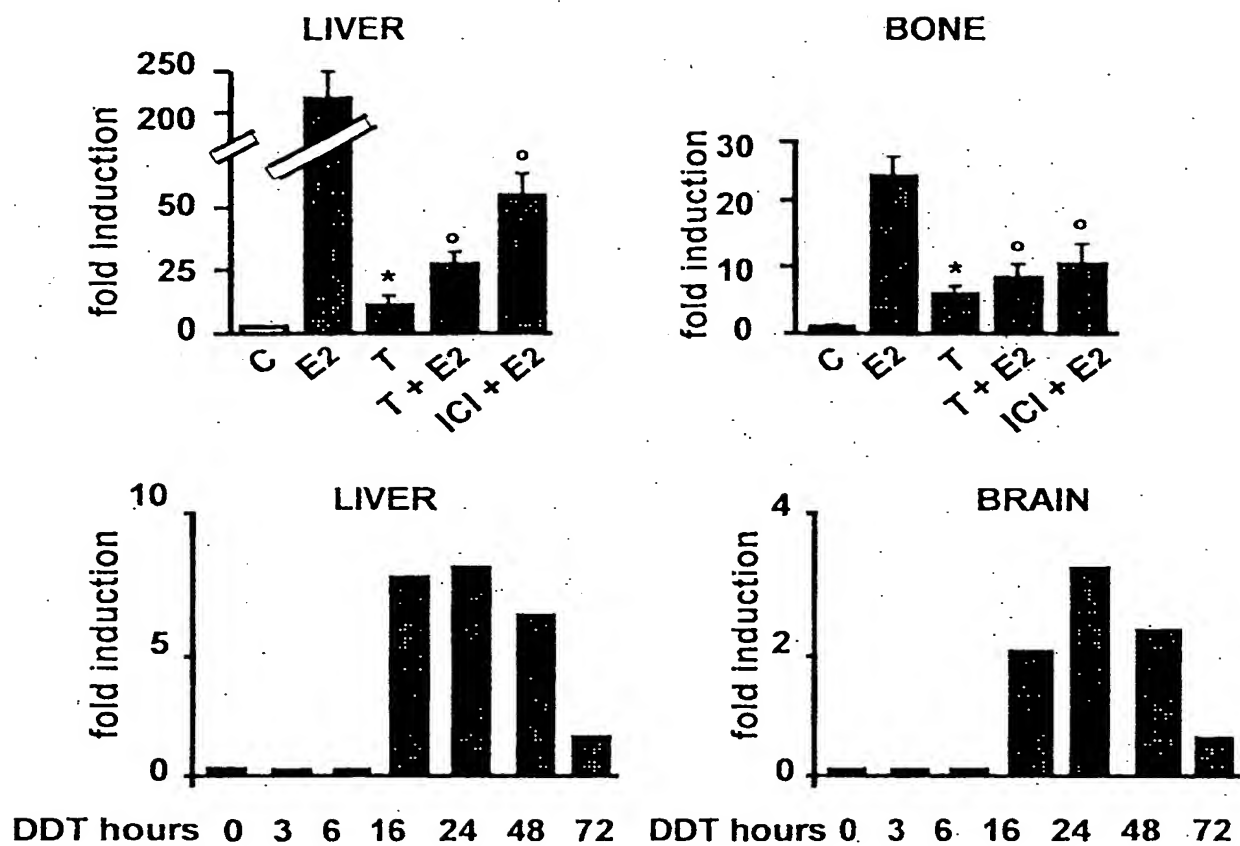 LIVER
250
200
50
25
0
fold induction
C
E2
T
T + E2
ICI + E2
*
o
o
BONE
30
20
10
0
fold induction
C
E2
T
T + E2
ICI + E2
*
o
o
LIVER
10
5
0
fold induction
DDT hours 0 3 6 16 24 48 72
BRAIN
4
2
0
fold induction
DDT hours 0 3 6 16 24 48 72